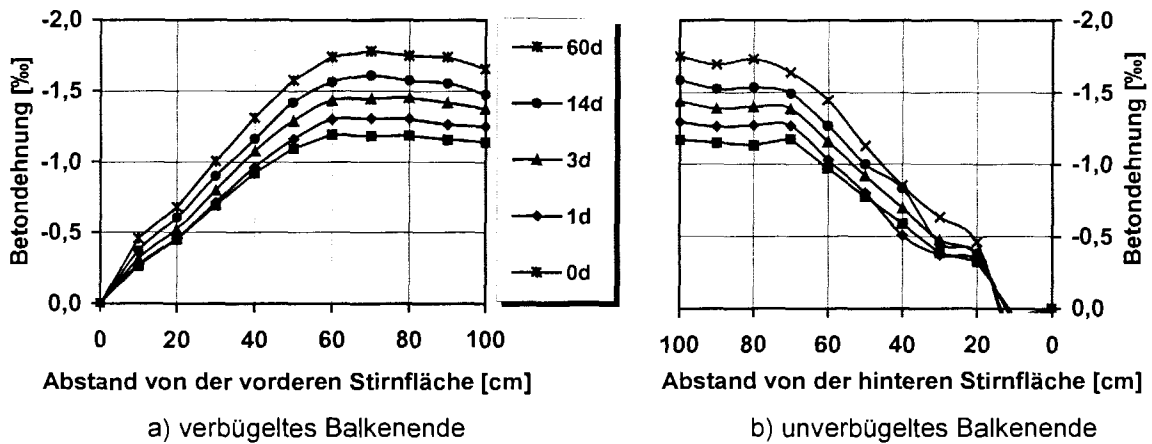 -2,0
-1,5
-1,0
-0,5
0,0
Betondehnung [‰]
0 20 40 60 80 100
Abstand von der vorderen Stirnfläche [cm]
a) verbügeltes Balkenende
60d
14d
3d
1d
0d
-2,0
-1,5
-1,0
-0,5
0,0
Betondehnung [‰]
100 80 60 40 20 0
Abstand von der hinteren Stirnfläche [cm]
b) unverbügeltes Balkenende